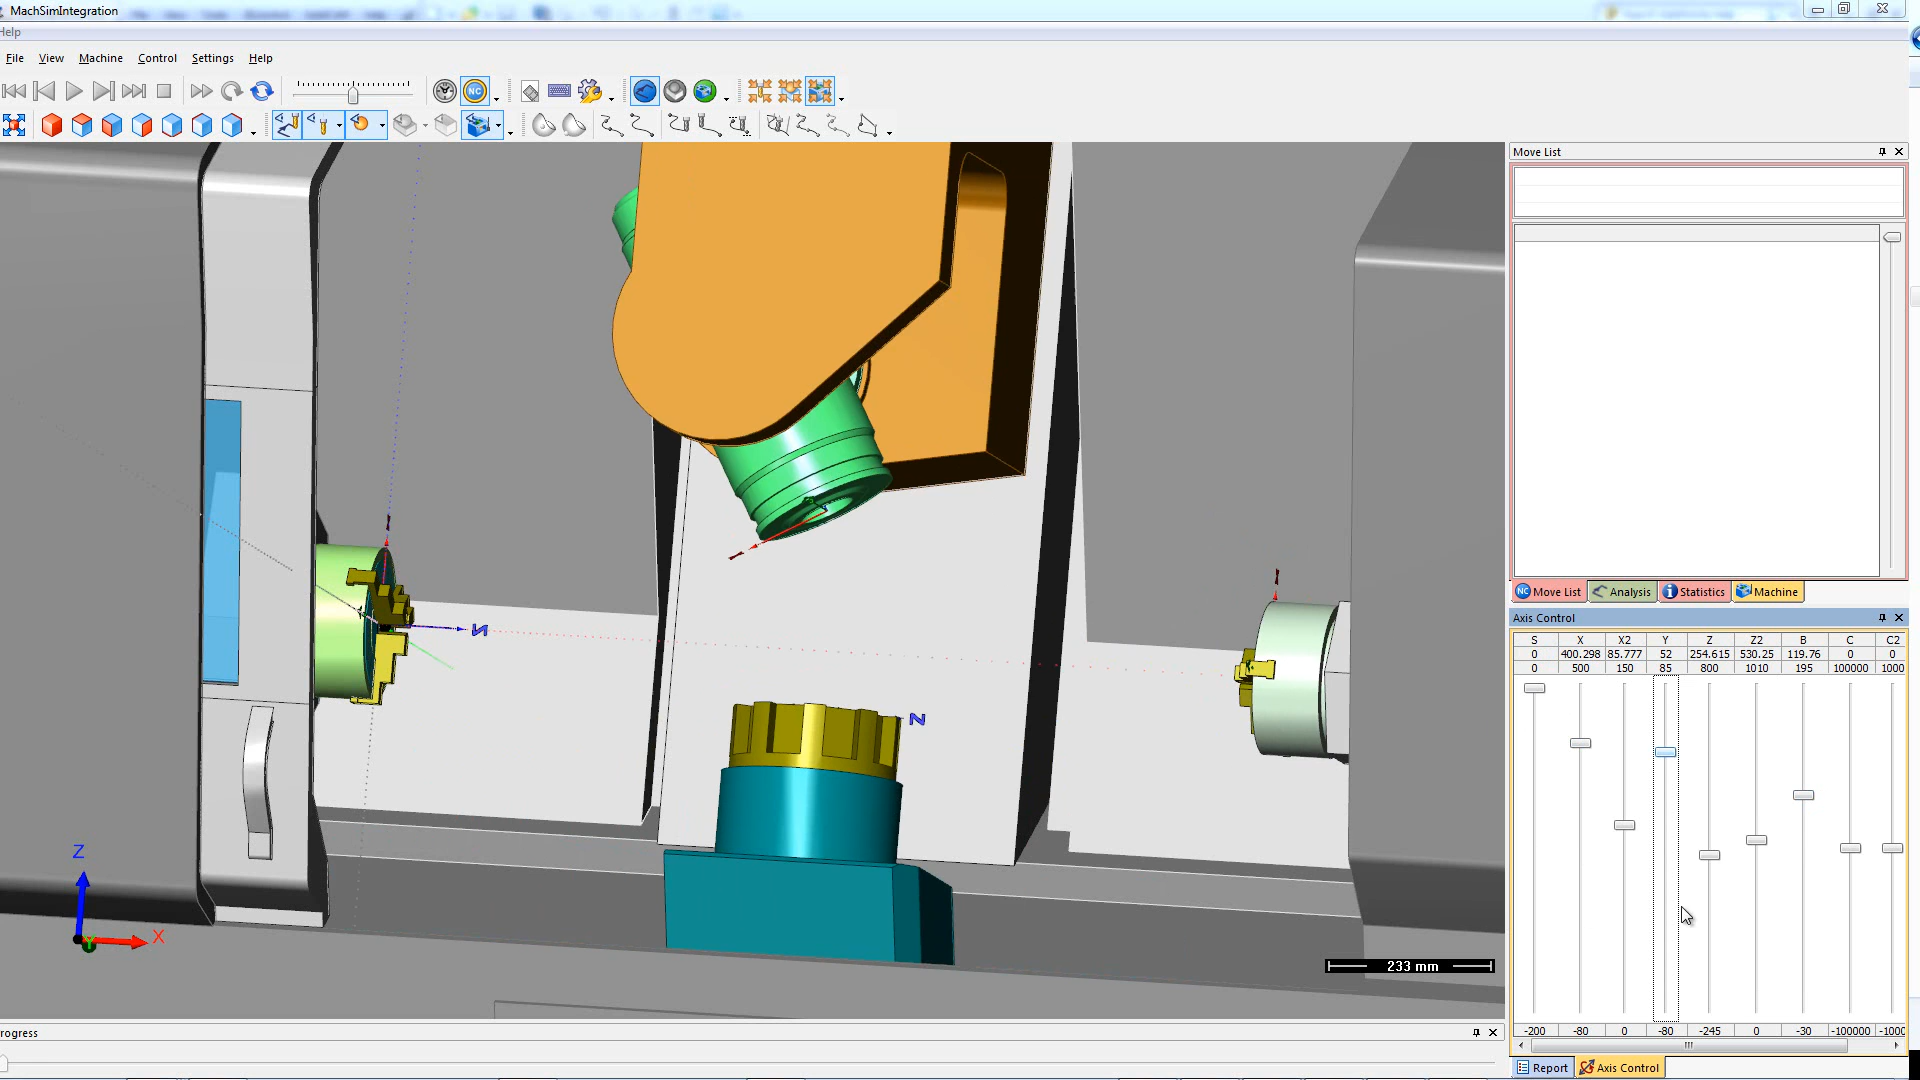 MachSimIntegration
Help
File View Machine Control Settings Help
NC
Move List
N
Z
Z
X
Y
233 mm
NC Move List Analysis Statistics Machine
Axis Control
S X X2 Y Z Z2 B C C2
0 400.298 85.777 52 254.615 530.25 119.76 0 0
0 500 150 85 800 1010 195 100000 1000
-200 -80 0 -80 -245 0 -30 -100000 -1000
rogress
Report Axis Control